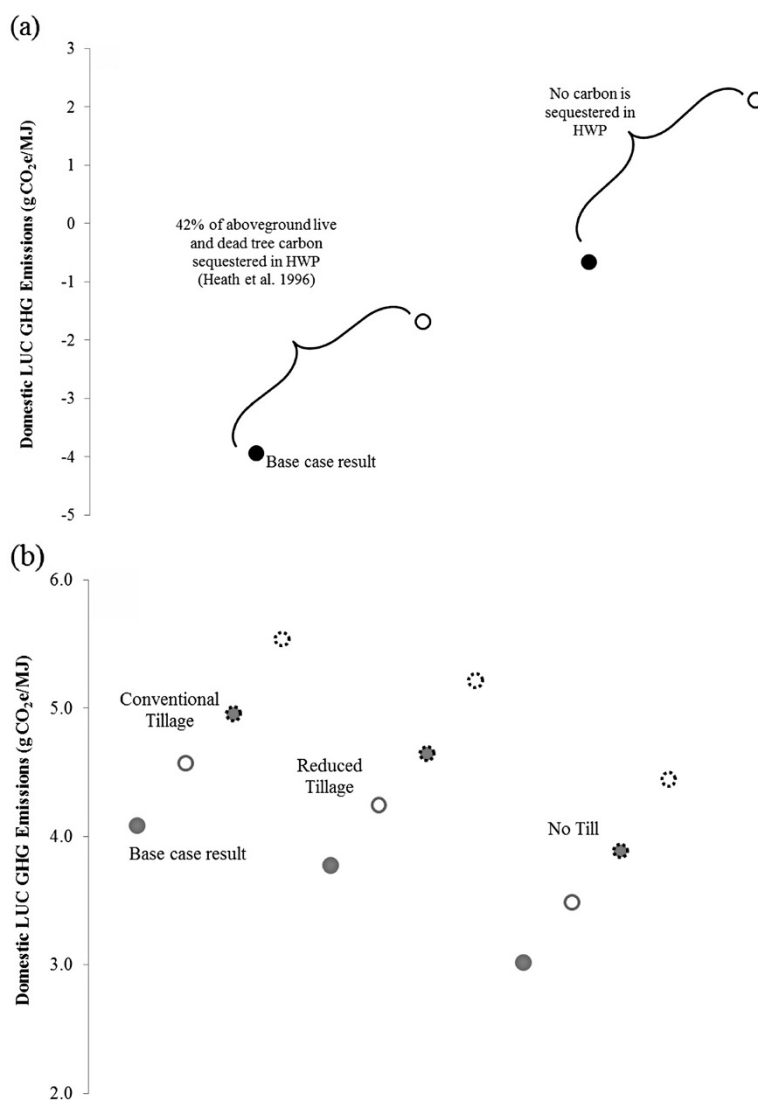 (a)
Domestic LUC GHG Emissions (g CO₂e/MJ)
3
2
1
0
-1
-2
-3
-4
-5
No carbon is
sequestered in
HWP
42% of aboveground live
and dead tree carbon
sequestered in HWP
(Heath et al. 1996)
Base case result
(b)
Domestic LUC GHG Emissions (g CO₂e/MJ)
6.0
5.0
4.0
3.0
2.0
Conventional
Tillage
Reduced
Tillage
No Till
Base case result